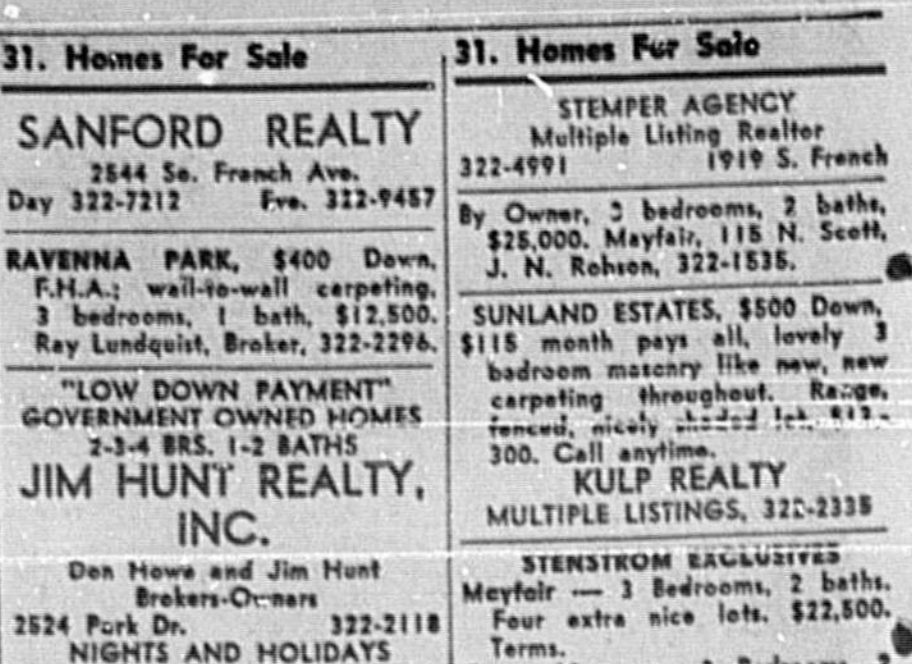 31. Homes For Sale
SANFORD REALTY
2544 So. French Ave.
Day 322-7212 Eve. 322-9457
RAVENNA PARK, $400 Down,
F.H.A.; wall-to-wall carpeting,
3 bedrooms, 1 bath, $12,500.
Ray Lundquist, Broker, 322-2296.
"LOW DOWN PAYMENT"
GOVERNMENT OWNED HOMES
2-3-4 BRS. 1-2 BATHS
JIM HUNT REALTY,
INC.
Don Howe and Jim Hunt
Brokers-Owners
2524 Park Dr. 322-2118
NIGHTS AND HOLIDAYS
31. Homes For Sale
STEMPER AGENCY
Multiple Listing Realtor
322-4991 1919 S. French
By Owner, 3 bedrooms, 2 baths,
$25,000. Mayfair, 115 N. Scott,
J. N. Robson, 322-1535.
SUNLAND ESTATES, $500 Down,
$115 month pays all, lovely 3
bedroom masonry like new, new
carpeting throughout. Range,
fenced, nicely shaded lot.
300. Call anytime.
KULP REALTY
MULTIPLE LISTINGS, 322-2335
STENSTROM EXCLUSIVES
Mayfair — 3 Bedrooms, 2 baths.
Four extra nice lots. $22,500.
Terms.